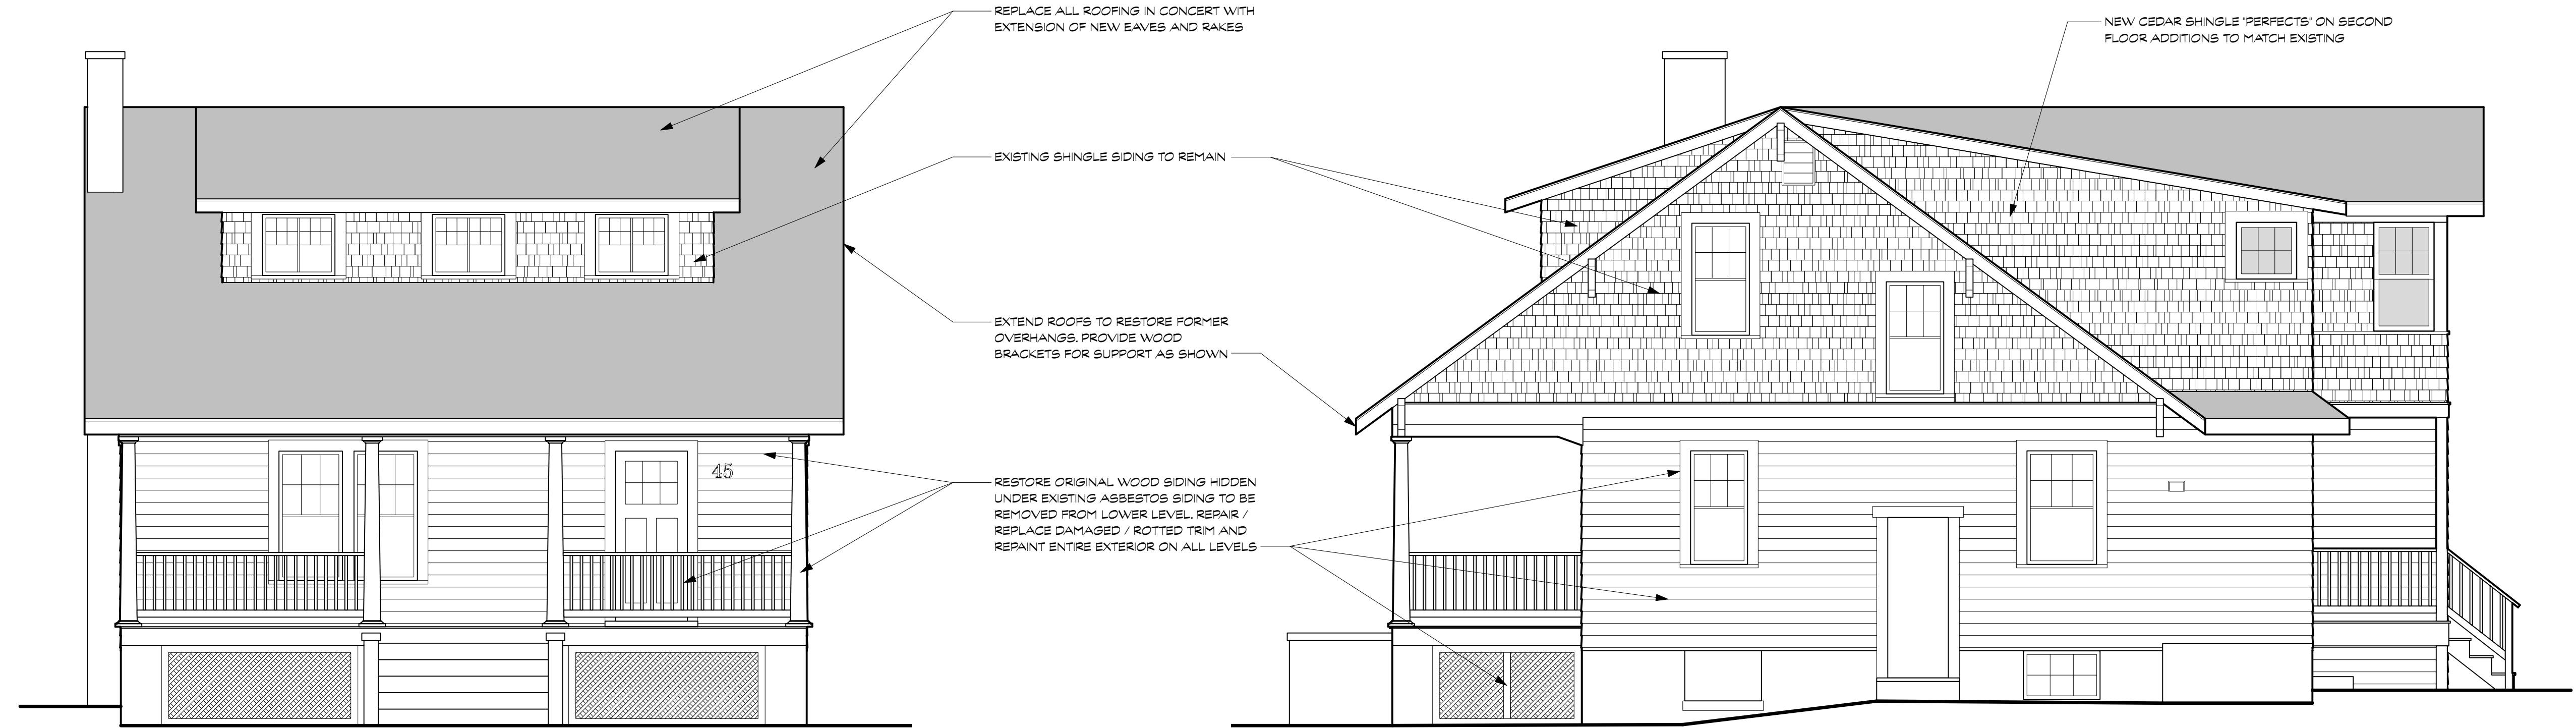 REPLACE ALL ROOFING IN CONCERT WITH
EXTENSION OF NEW EAVES AND RAKES
NEW CEDAR SHINGLE "PERFECTS" ON SECOND
FLOOR ADDITIONS TO MATCH EXISTING
EXISTING SHINGLE SIDING TO REMAIN
EXTEND ROOFS TO RESTORE FORMER
OVERHANGS. PROVIDE WOOD
BRACKETS FOR SUPPORT AS SHOWN
45
RESTORE ORIGINAL WOOD SIDING HIDDEN
UNDER EXISTING ASBESTOS SIDING TO BE
REMOVED FROM LOWER LEVEL. REPAIR /
REPLACE DAMAGED / ROTTED TRIM AND
REPAINT ENTIRE EXTERIOR ON ALL LEVELS